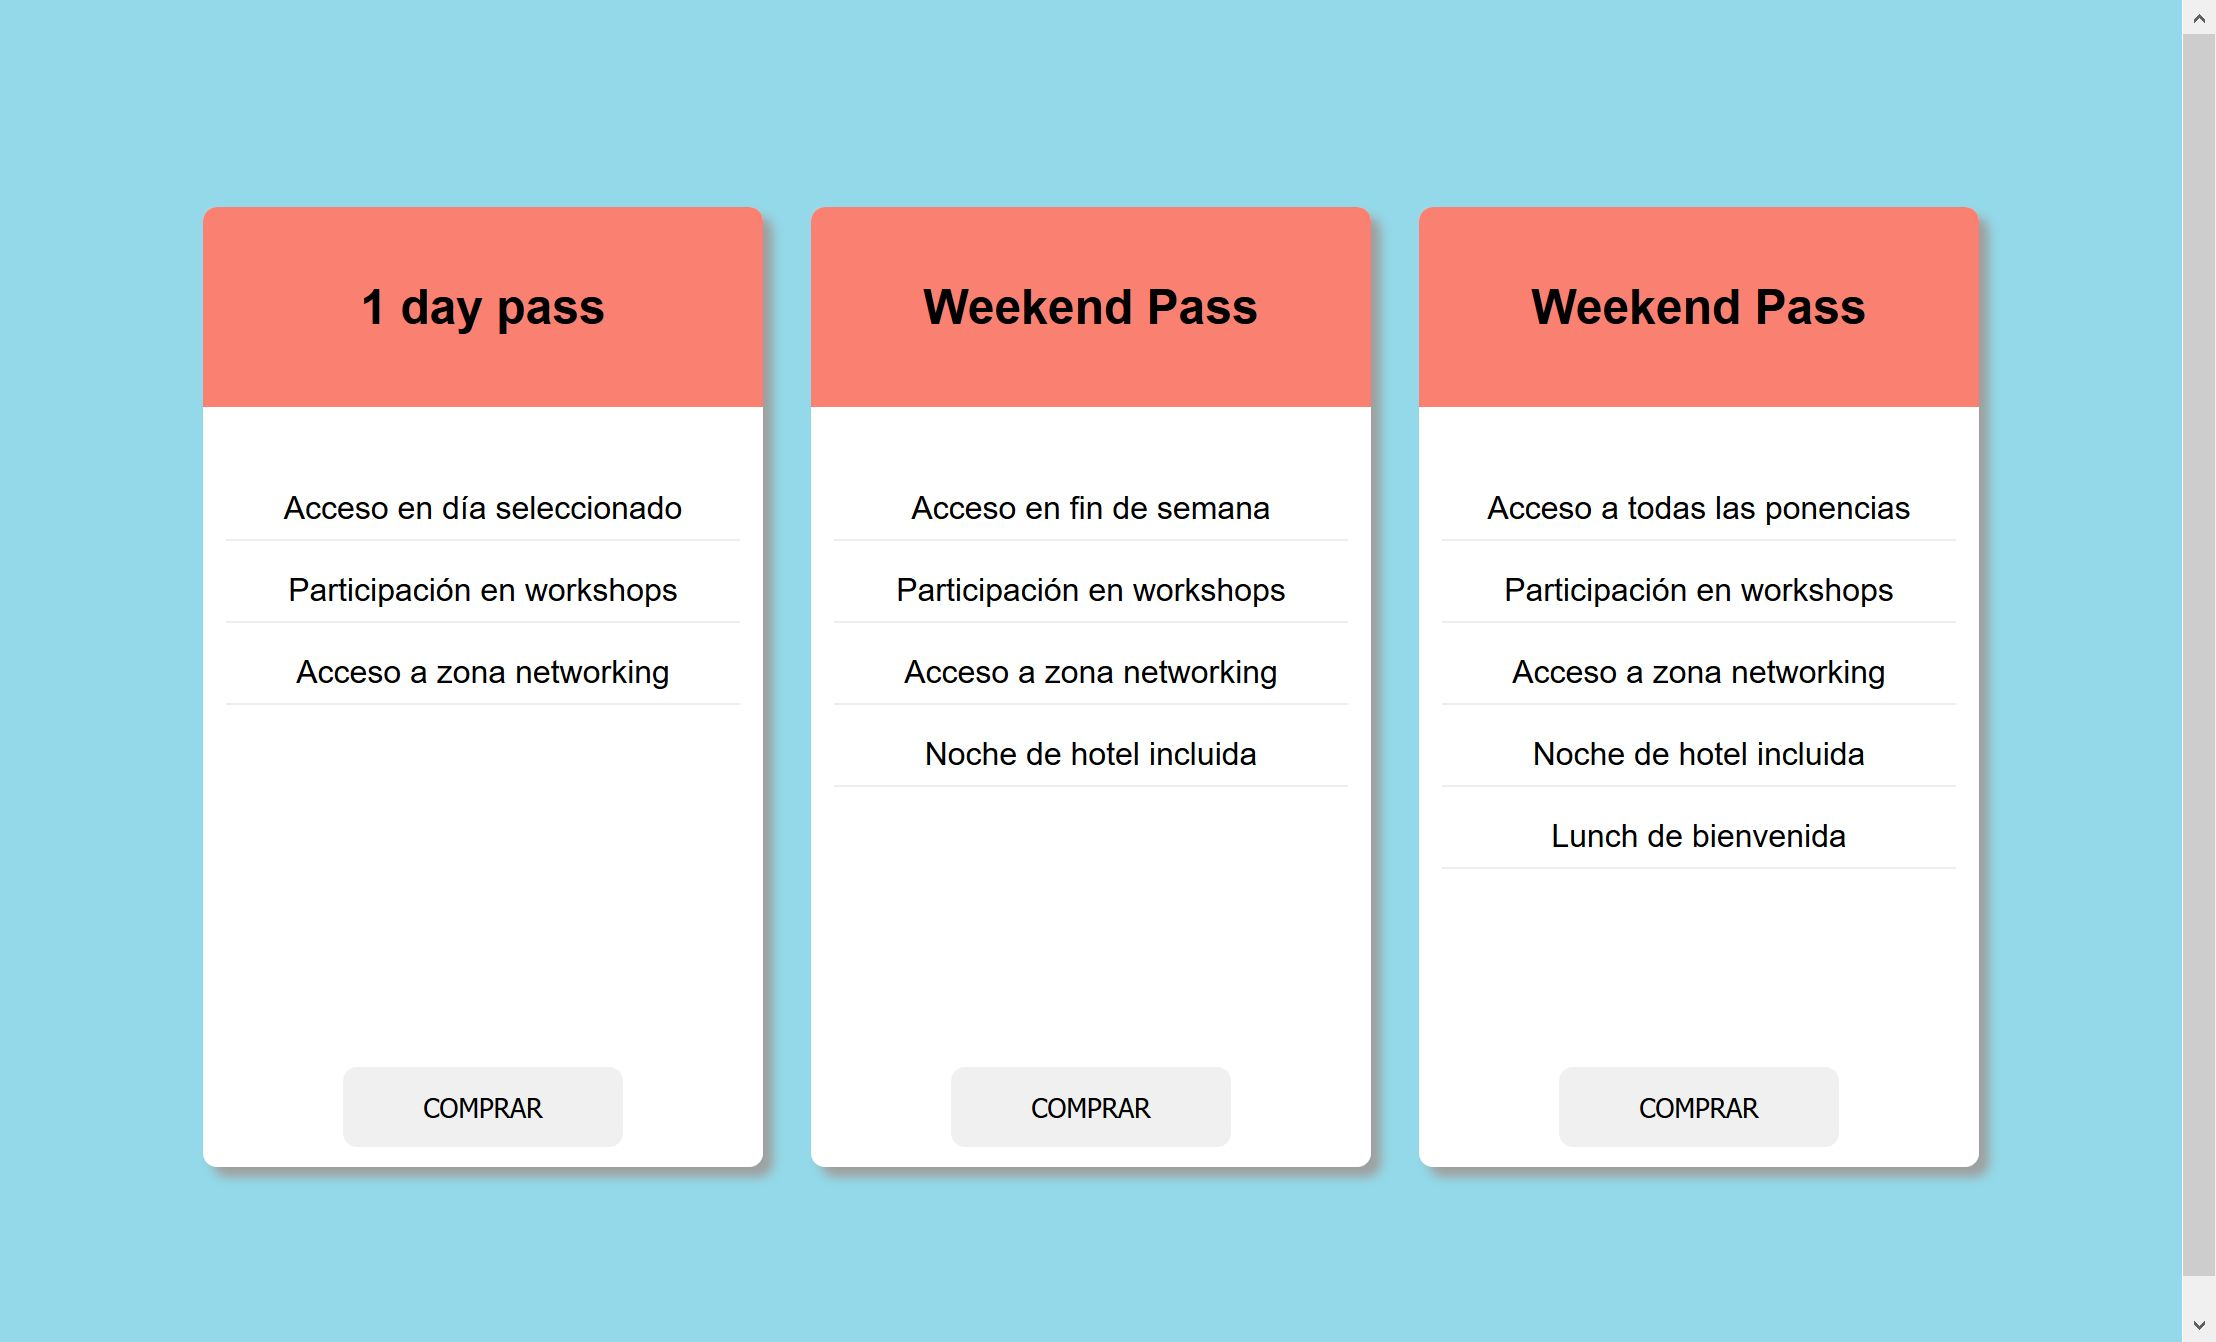 1 day pass
Acceso en día seleccionado
Participación en workshops
Acceso a zona networking
COMPRAR
Weekend Pass
Acceso en fin de semana
Participación en workshops
Acceso a zona networking
Noche de hotel incluida
COMPRAR
Weekend Pass
Acceso a todas las ponencias
Participación en workshops
Acceso a zona networking
Noche de hotel incluida
Lunch de bienvenida
COMPRAR